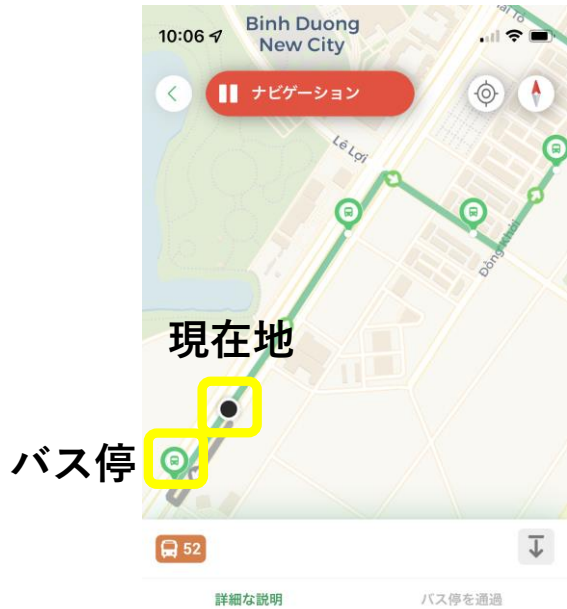 10:06
Binh Duong
New City
ナビゲーション
Lê Lợi
Đồng Khởi
現在地
バス停
52
詳細な説明
バス停を通過